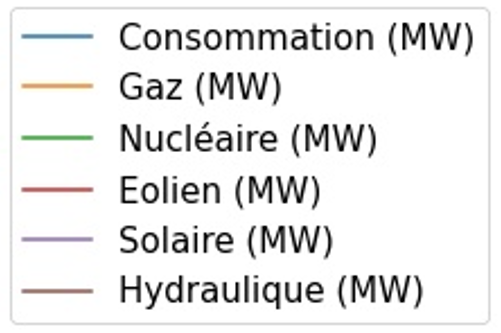 Consommation (MW)
Gaz (MW)
Nucléaire (MW)
Eolien (MW)
Solaire (MW)
Hydraulique (MW)